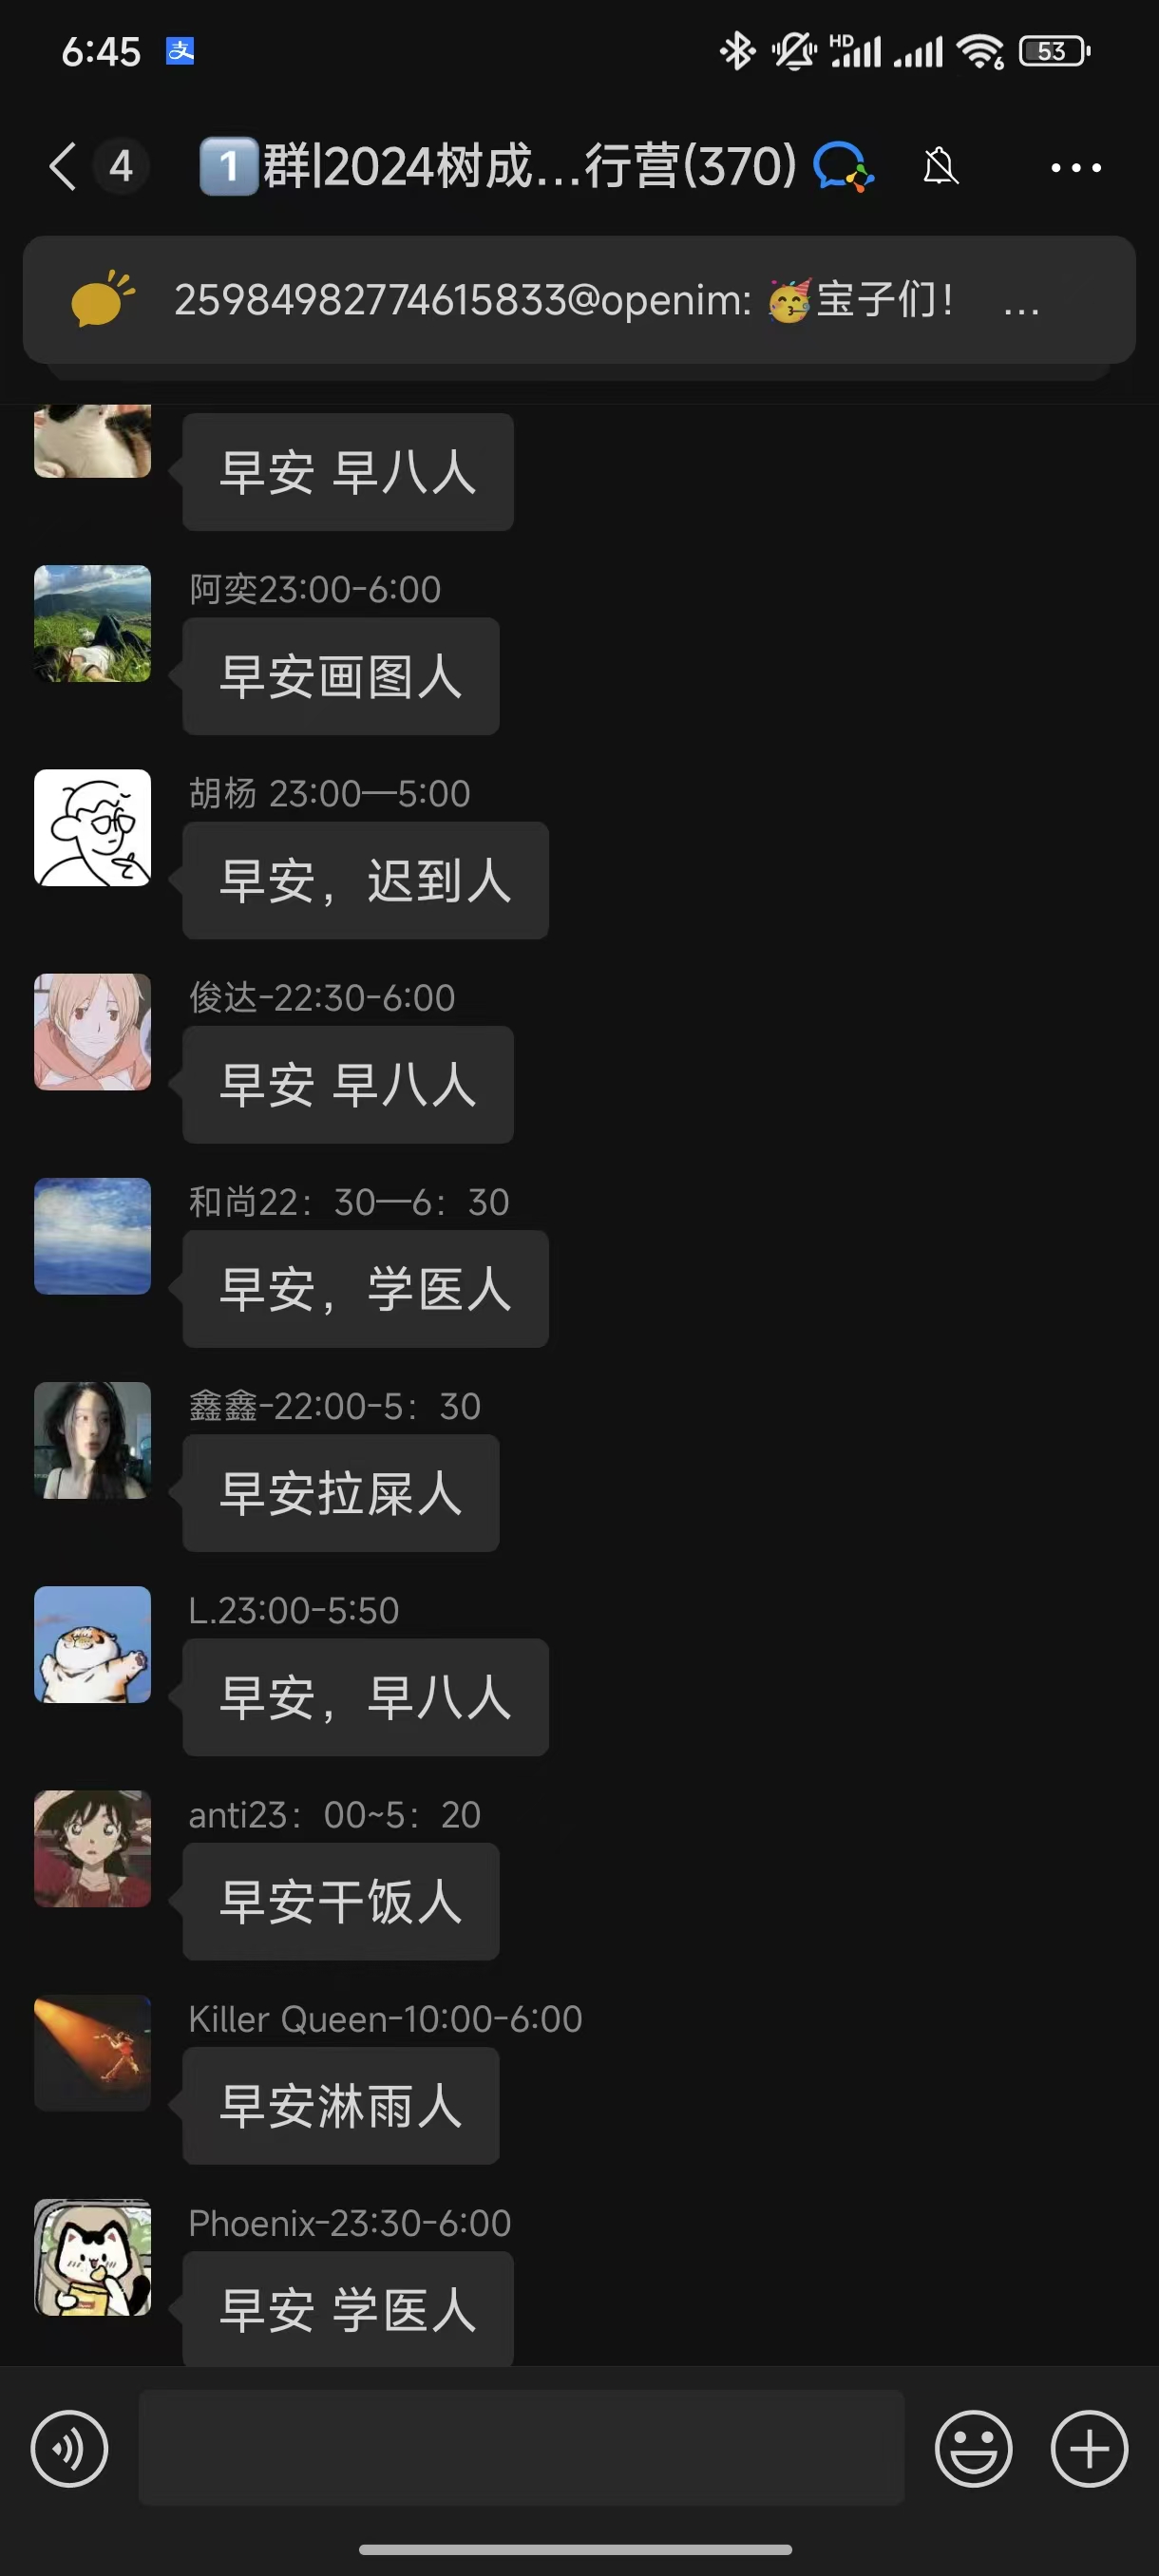 6:45 支 HD 6 53
4 1群|2024树成...行营(370)
25984982774615833@openim: 🥳宝子们! ...
早安 早八人
阿奕23:00-6:00
早安画图人
胡杨 23:00—5:00
早安，迟到人
俊达-22:30-6:00
早安 早八人
和尚22：30—6：30
早安，学医人
鑫鑫-22:00-5：30
早安拉屎人
L.23:00-5:50
早安，早八人
anti23：00~5：20
早安干饭人
Killer Queen-10:00-6:00
早安淋雨人
Phoenix-23:30-6:00
早安 学医人